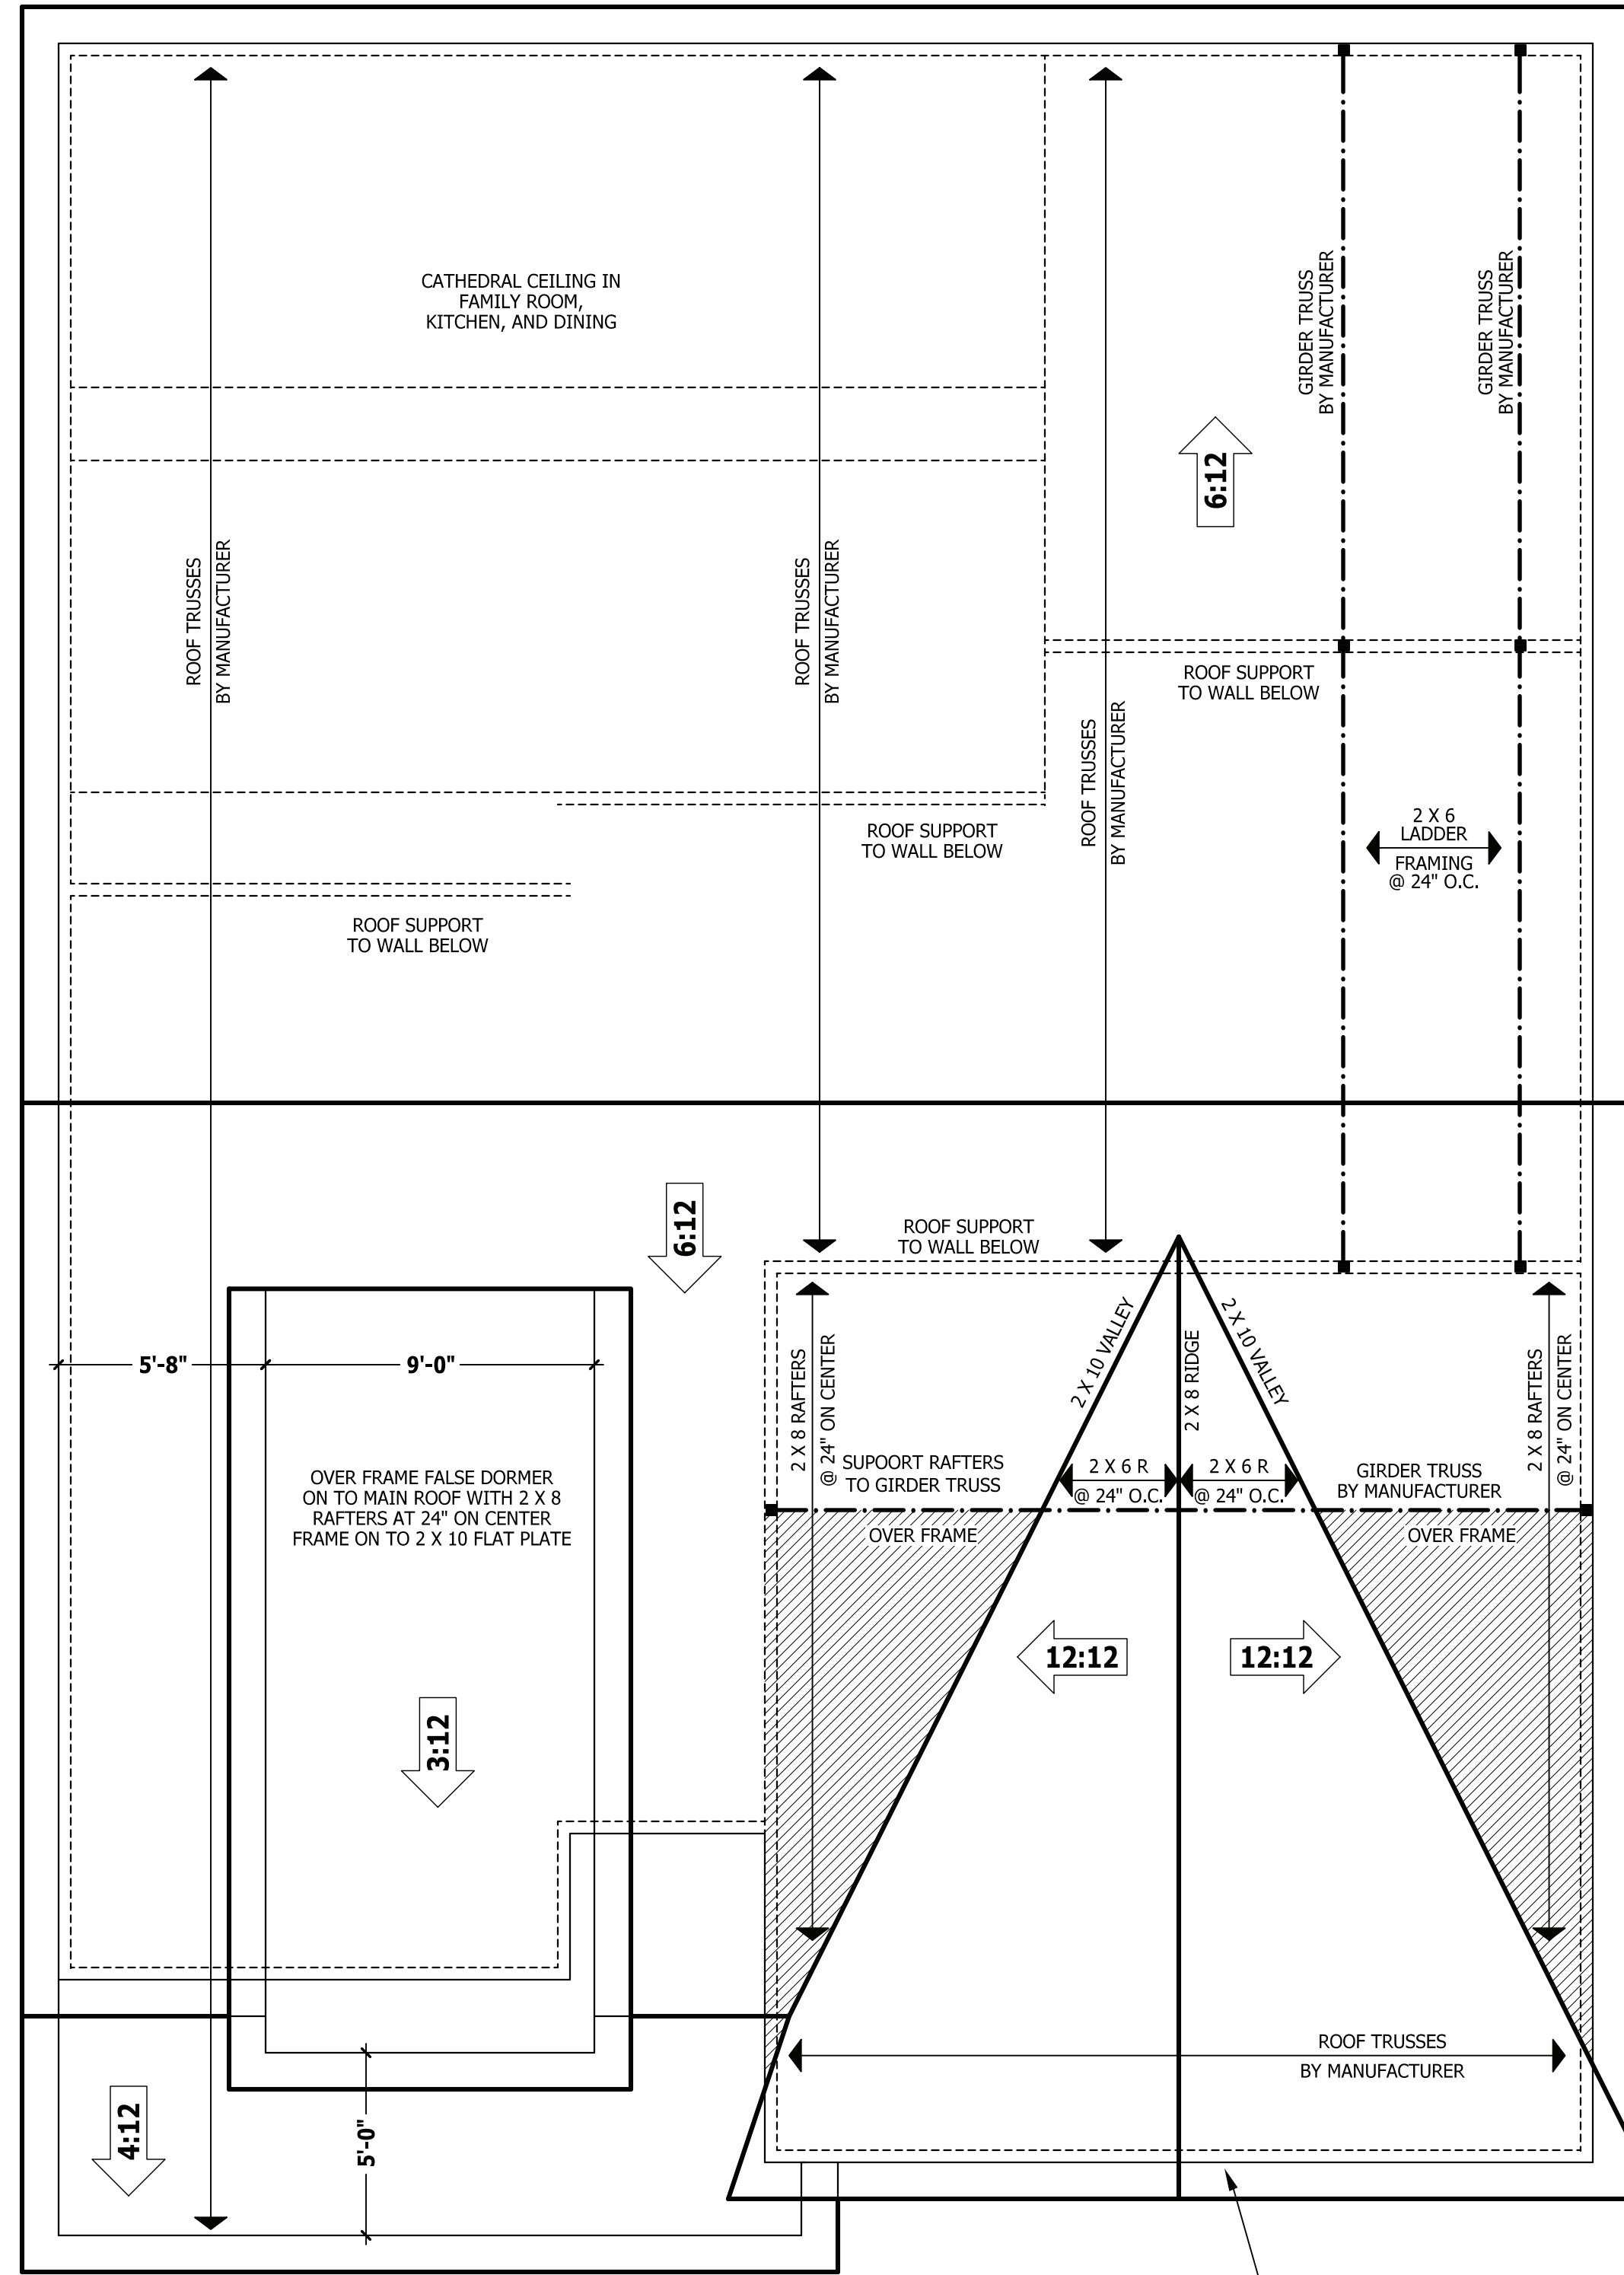 CATHEDRAL CEILING IN
FAMILY ROOM,
KITCHEN, AND DINING
GIRDER TRUSS
BY MANUFACTURER
GIRDER TRUSS
BY MANUFACTURER
6:12
ROOF TRUSSES
BY MANUFACTURER
ROOF TRUSSES
BY MANUFACTURER
ROOF TRUSSES
BY MANUFACTURER
ROOF SUPPORT
TO WALL BELOW
2 X 6
LADDER
FRAMING
@ 24" O.C.
ROOF SUPPORT
TO WALL BELOW
ROOF SUPPORT
TO WALL BELOW
6:12
ROOF SUPPORT
TO WALL BELOW
5'-8"
9'-0"
2 X 8 RAFTERS
@ 24" ON CENTER
2 X 10 VALLEY
2 X 8 RIDGE
2 X 10 VALLEY
2 X 8 RAFTERS
@ 24" ON CENTER
OVER FRAME FALSE DORMER
ON TO MAIN ROOF WITH 2 X 8
RAFTERS AT 24" ON CENTER
FRAME ON TO 2 X 10 FLAT PLATE
SUPOORT RAFTERS
TO GIRDER TRUSS
2 X 6 R
@ 24" O.C.
2 X 6 R
@ 24" O.C.
GIRDER TRUSS
BY MANUFACTURER
OVER FRAME
OVER FRAME
12:12
12:12
3:12
ROOF TRUSSES
BY MANUFACTURER
4:12
5'-0"